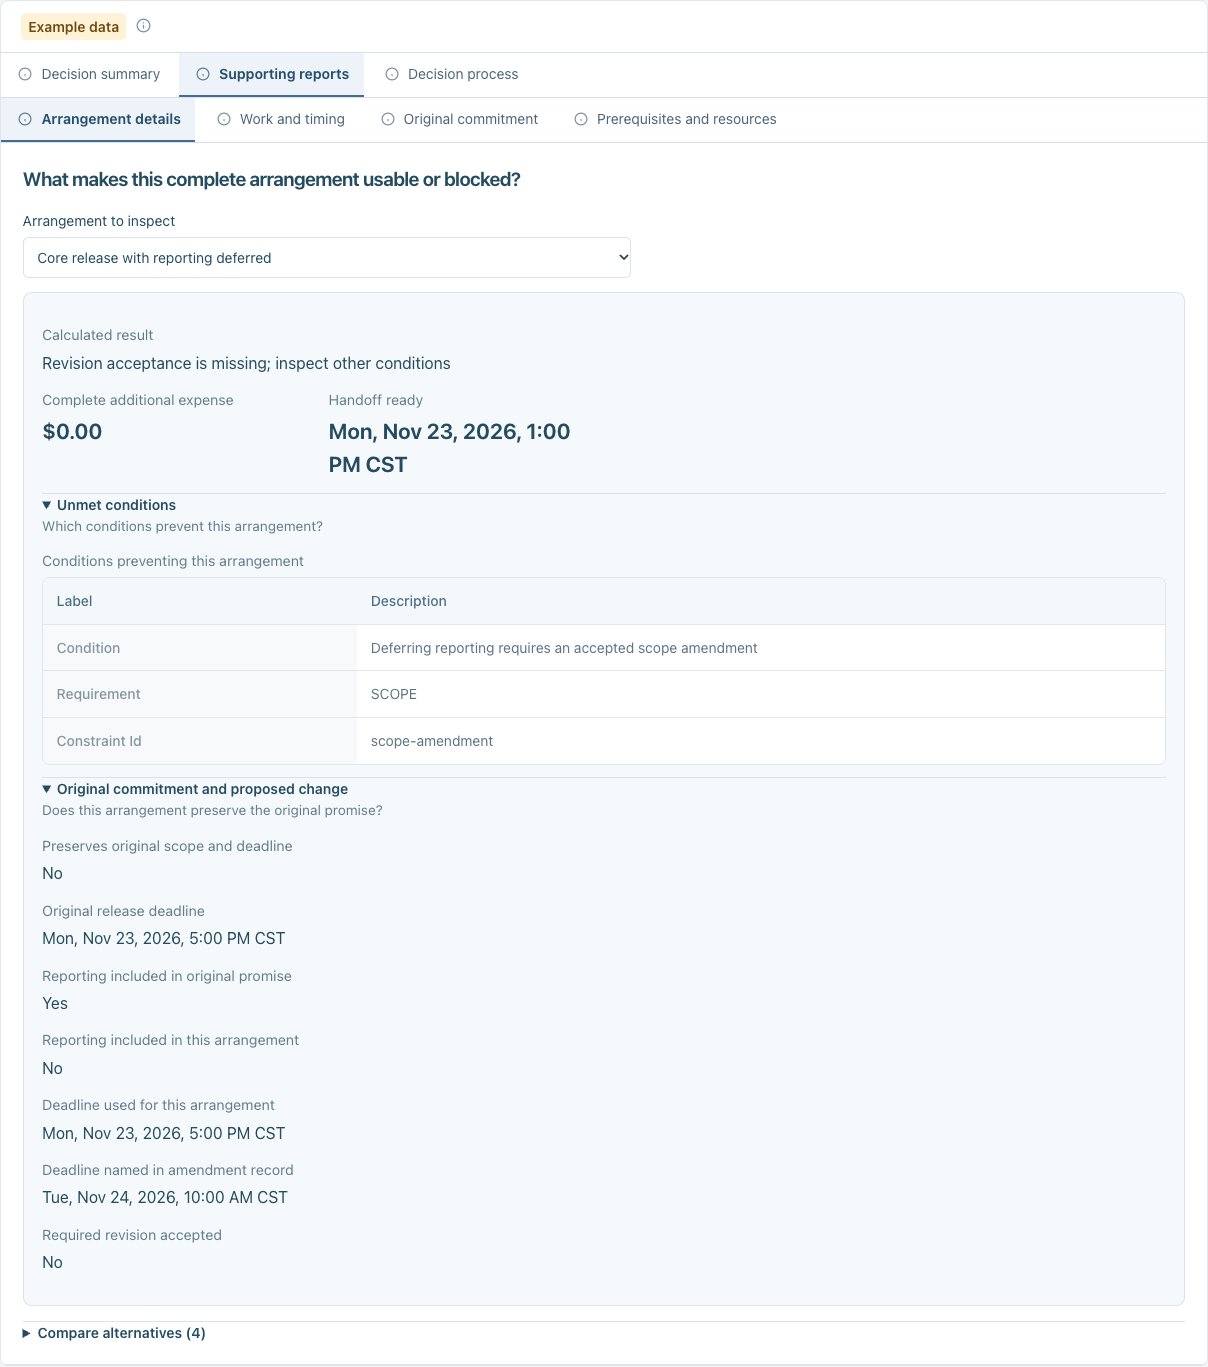 Example data
Decision summary
Supporting reports
Decision process
Arrangement details
Work and timing
Original commitment
Prerequisites and resources
What makes this complete arrangement usable or blocked?
Arrangement to inspect
Core release with reporting deferred
Calculated result
Revision acceptance is missing; inspect other conditions
Complete additional expense
$0.00
Handoff ready
Mon, Nov 23, 2026, 1:00
PM CST
Unmet conditions
Which conditions prevent this arrangement?
Conditions preventing this arrangement
Label Description
Condition Deferring reporting requires an accepted scope amendment
Requirement SCOPE
Constraint Id scope-amendment
Original commitment and proposed change
Does this arrangement preserve the original promise?
Preserves original scope and deadline
No
Original release deadline
Mon, Nov 23, 2026, 5:00 PM CST
Reporting included in original promise
Yes
Reporting included in this arrangement
No
Deadline used for this arrangement
Mon, Nov 23, 2026, 5:00 PM CST
Deadline named in amendment record
Tue, Nov 24, 2026, 10:00 AM CST
Required revision accepted
No
Compare alternatives (4)